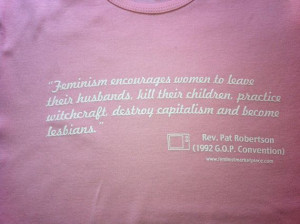 "Feminism encourages women to leave
their husbands, kill their children, practice
witchcraft, destroy capitalism and become
lesbians."
Rev. Pat Robertson
(1992 G.O.P. Convention)